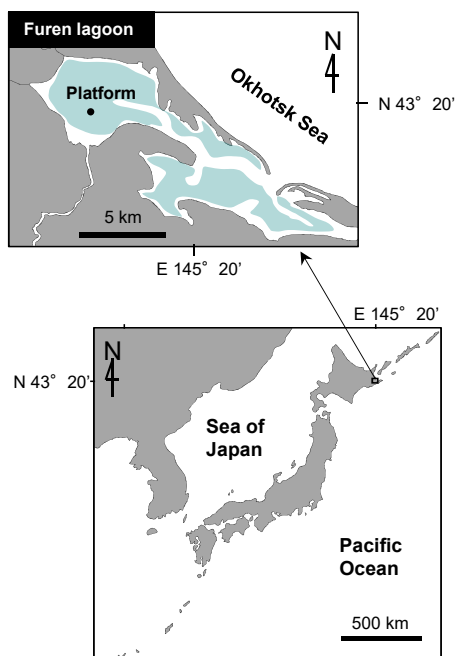 Furen lagoon
N
Okhotsk Sea
Platform
N 43° 20’
5 km
E 145° 20’
E 145° 20’
N
N 43° 20’
Sea of
Japan
Pacific
Ocean
500 km